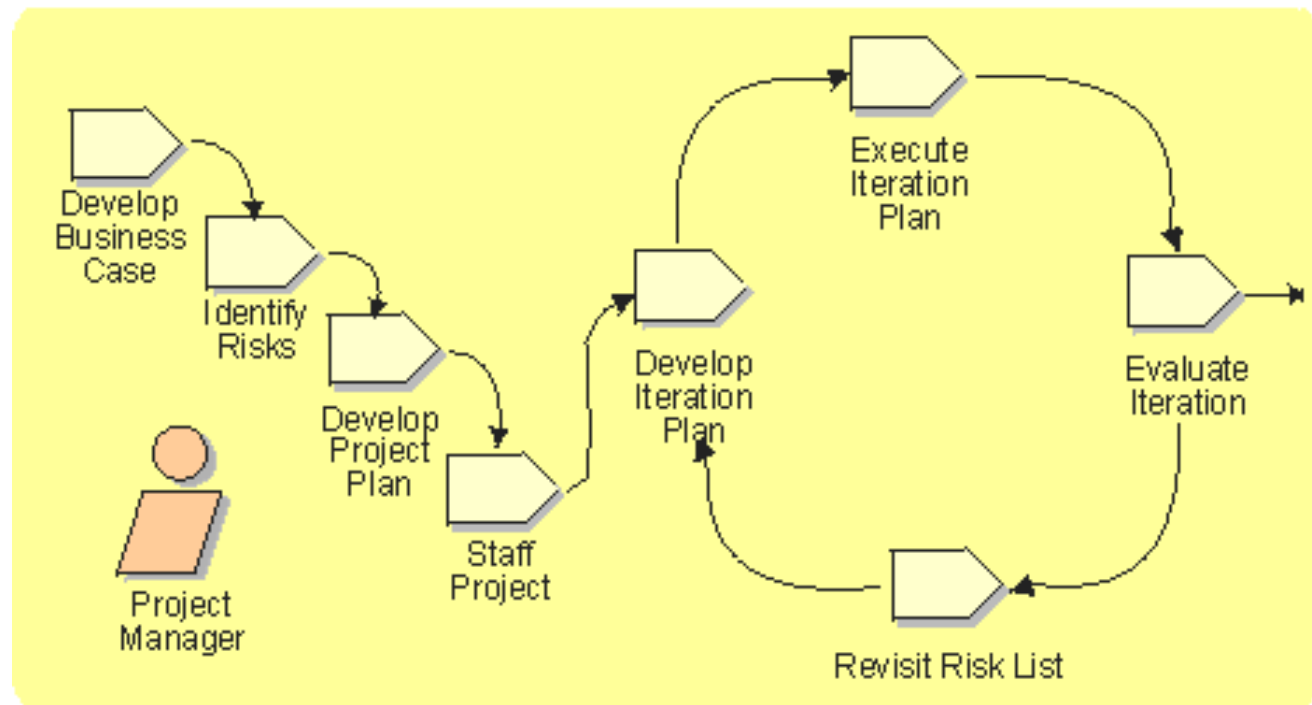 Develop
Business
Case
Identify
Risks
Develop
Project
Plan
Staff
Project
Develop
Iteration
Plan
Execute
Iteration
Plan
Evaluate
Iteration
Revisit Risk List
Project
Manager